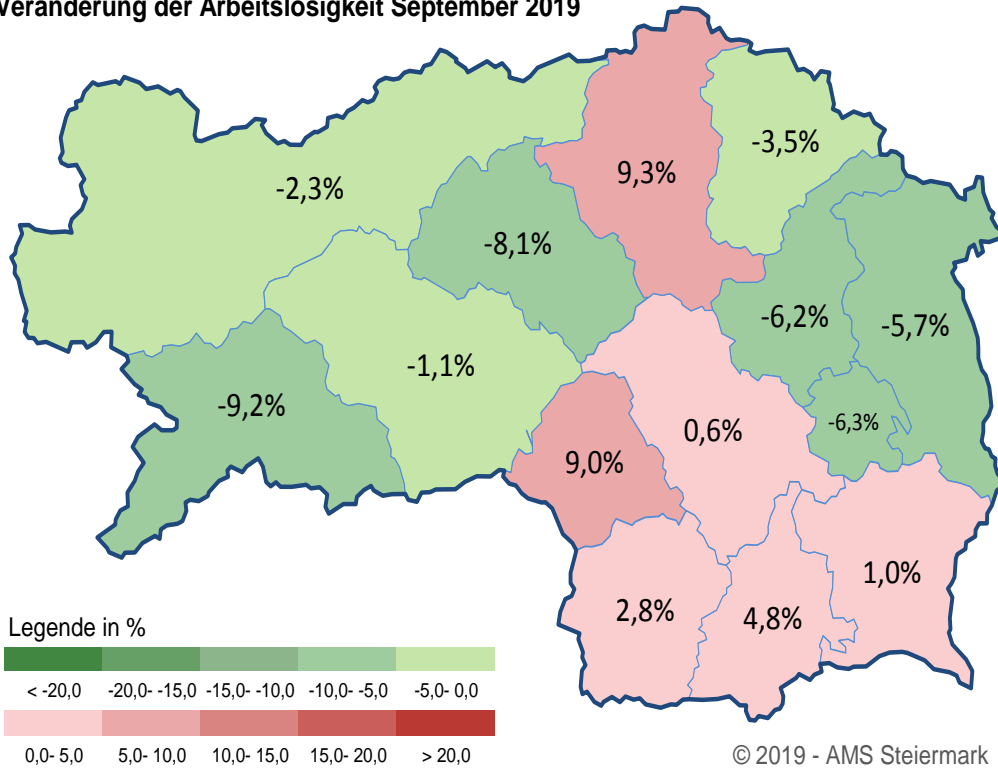 Veränderung der Arbeitslosigkeit September 2019
9,3%
-3,5%
-2,3%
-8,1%
-6,2%
-5,7%
-1,1%
-9,2%
-6,3%
0,6%
9,0%
1,0%
2,8%
4,8%
Legende in %
< -20,0 -20,0- -15,0 -15,0- -10,0 -10,0- -5,0 -5,0- 0,0
0,0- 5,0 5,0- 10,0 10,0- 15,0 15,0- 20,0 > 20,0
© 2019 - AMS Steiermark